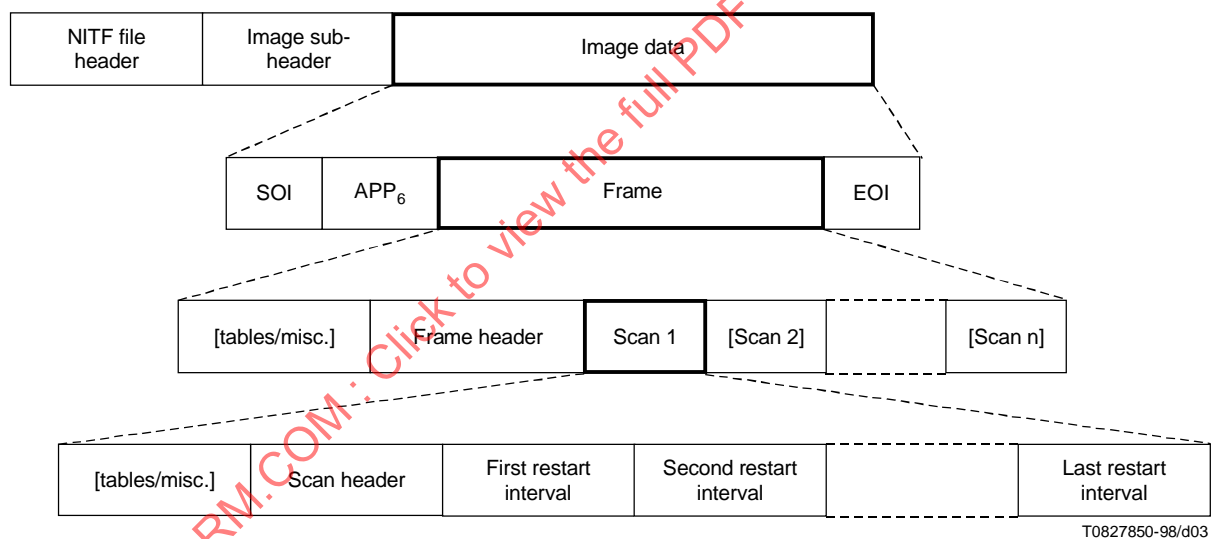 NITF file
header
Image sub-
header
Image data
SOI
APP6
Frame
EOI
[tables/misc.]
Frame header
Scan 1
[Scan 2]
[Scan n]
[tables/misc.]
Scan header
First restart
interval
Second restart
interval
Last restart
interval
T0827850-98/d03
RM.COM : Click to view the full PDF